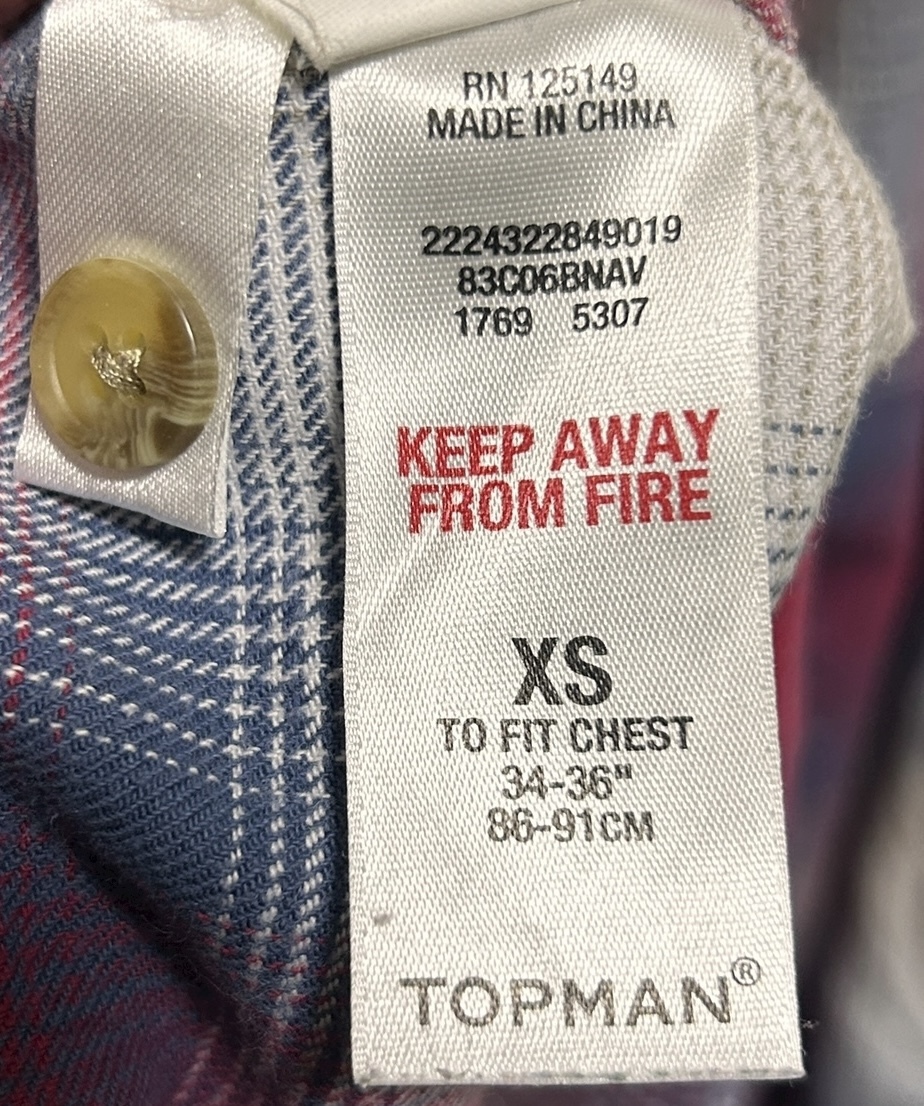 RN 125149
MADE IN CHINA
2224322849019
83C06BNAV
1769 5307
KEEP AWAY
FROM FIRE
XS
TO FIT CHEST
34-36"
86-91CM
TOPMAN®